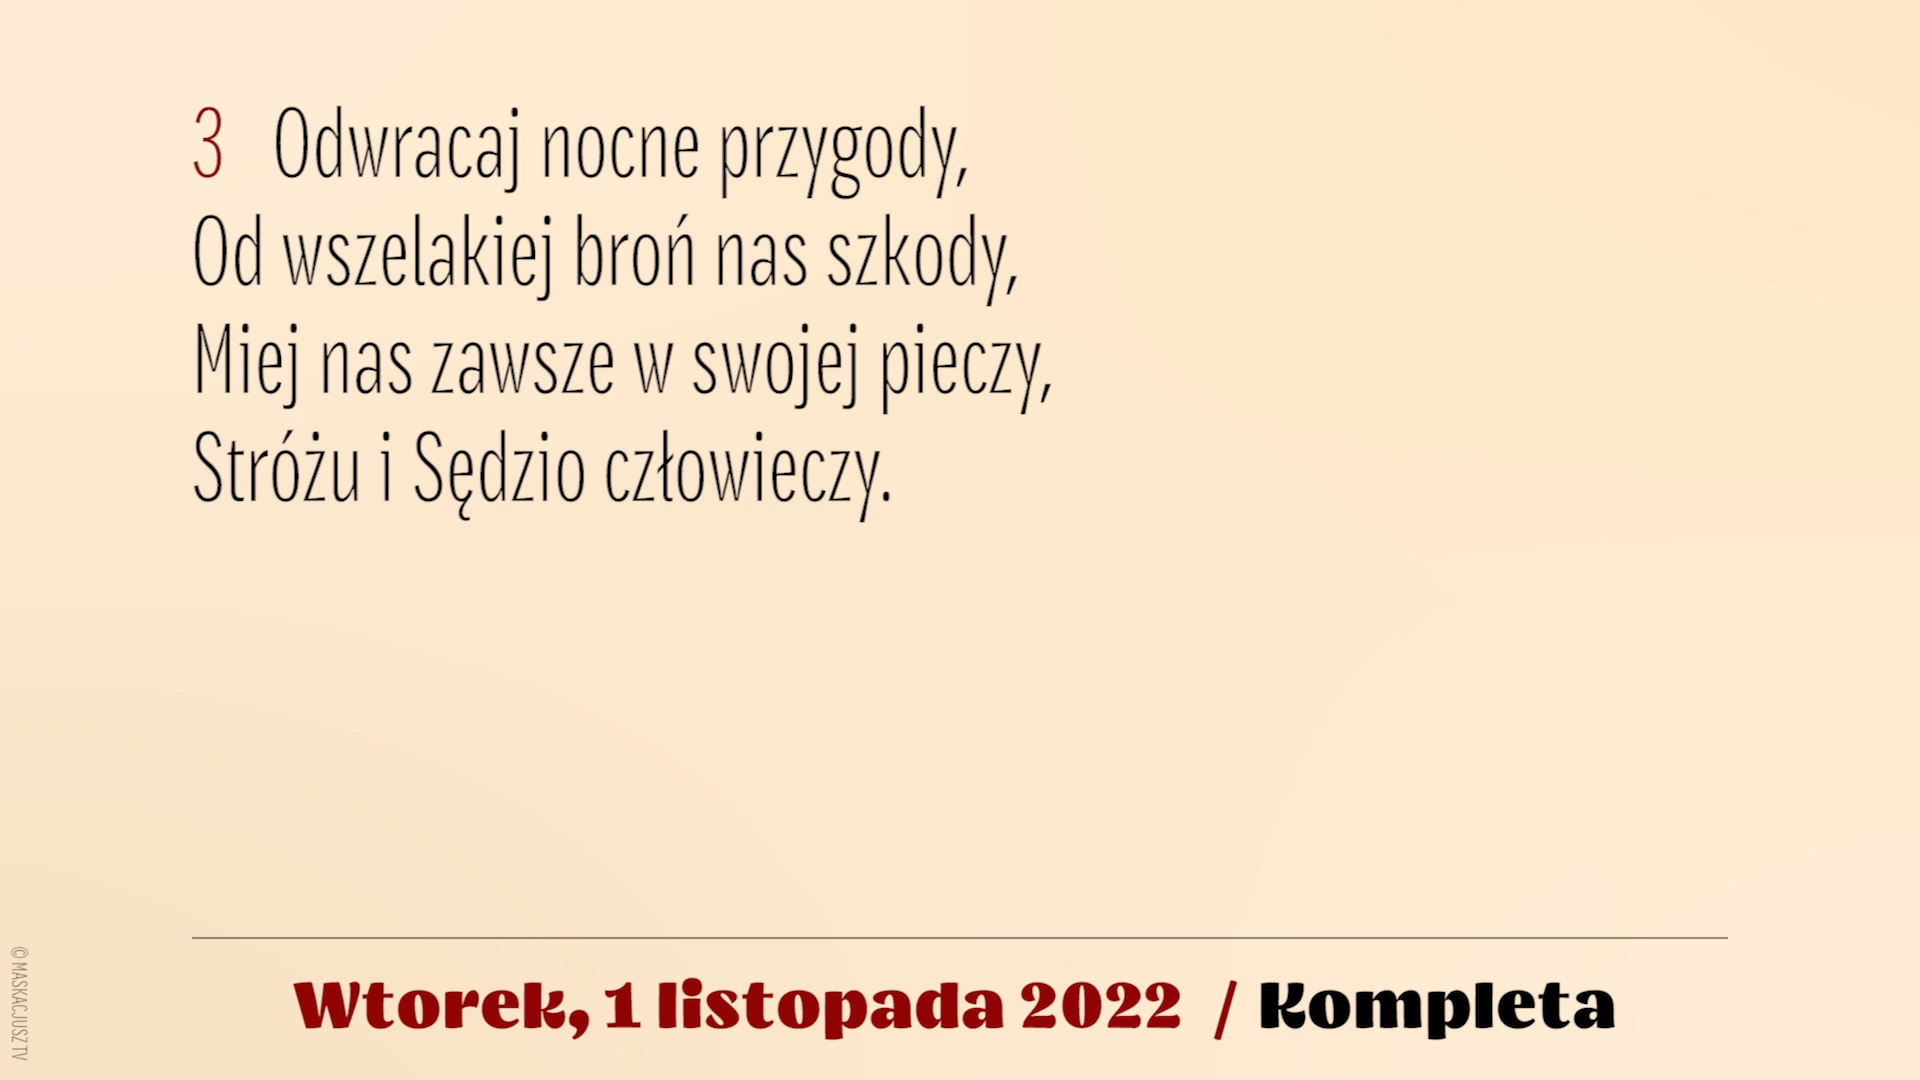 3 Odwracaj nocne przygody,
Od wszelakiej broń nas szkody,
Miej nas zawsze w swojej pieczy,
Stróżu i Sędzio człowieczy.
Wtorek, 1 listopada 2022 / Kompleta
© MASKACJUSZ TV